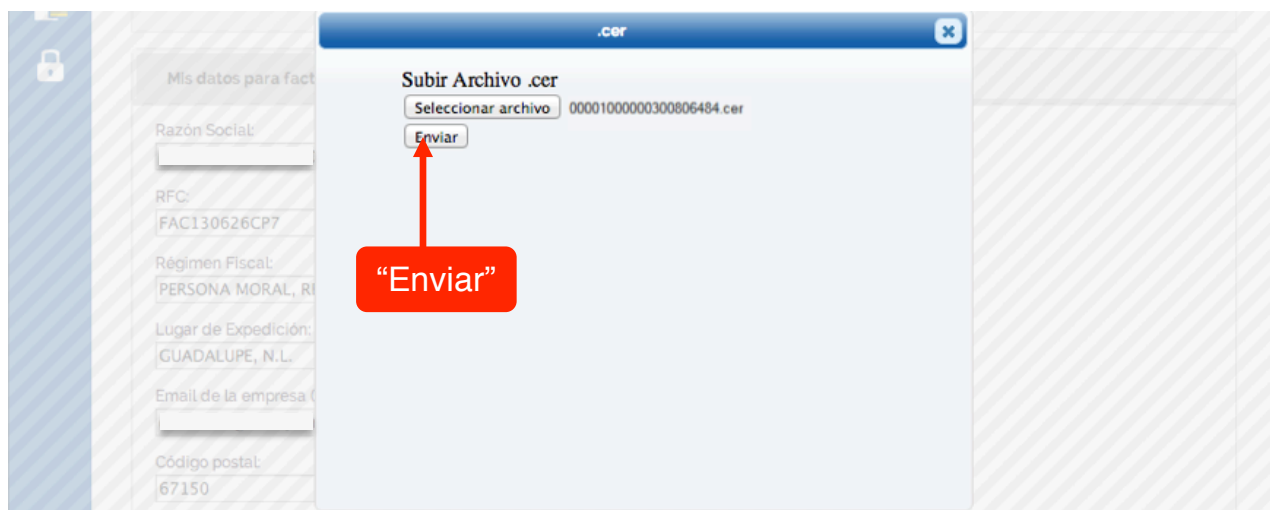 .cer
Subir Archivo .cer
Seleccionar archivo 00001000000300806484.cer
Enviar
“Enviar”
Mis datos para fact
Razón Social:
RFC:
FAC130626CP7
Régimen Fiscal:
PERSONA MORAL, RE
Lugar de Expedición:
GUADALUPE, N.L.
Email de la empresa (
Código postal:
67150